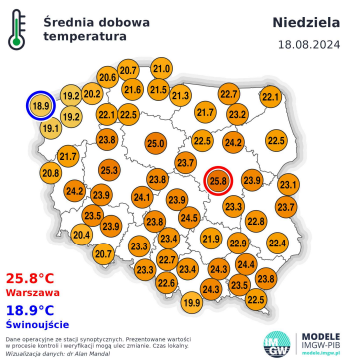 Średnia dobowa
temperatura
Niedziela
18.08.2024
20.6 20.7 21.0
19.2 20.2 21.6 21.5 21.3 22.7 22.1
18.9
19.2 22.1 22.5 21.7 23.2
19.1
23.8 25.0 22.5 24.2 22.5
21.7
20.8 25.3 23.7
23.8 25.8 23.9 23.1
24.2 23.9 24.1 23.9
23.5 24.5 23.3 23.7
23.9 23.8 22.8
20.4 23.4 21.9 22.9 22.4
20.7 23.3
22.7
23.3 23.4 24.3 24.4
22.6 23.8
24.3 23.5
19.9 22.5
25.8°C
Warszawa
18.9°C
Świnoujście
Dane operacyjne ze stacji synoptycznych. Prezentowane wartości
w procesie kontroli i weryfikacji mogą ulec zmianie. Czas lokalny.
Wizualizacja danych: dr Alan Mandal
IM
GW
MODELE
IMGW-PIB
modele.imgw.pl